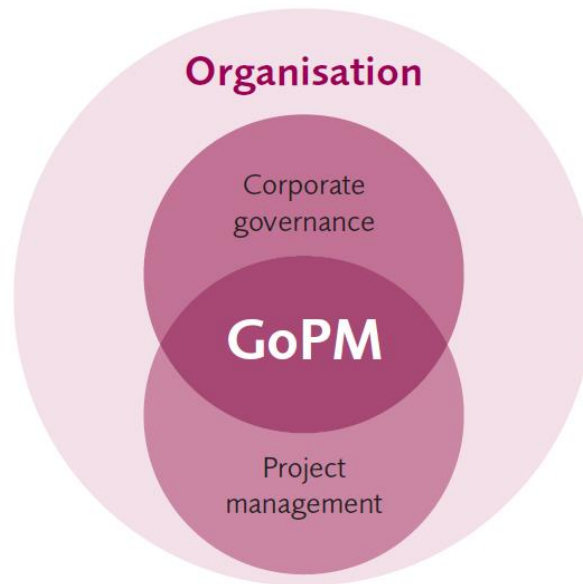 Organisation
Corporate
governance
GoPM
Project
management